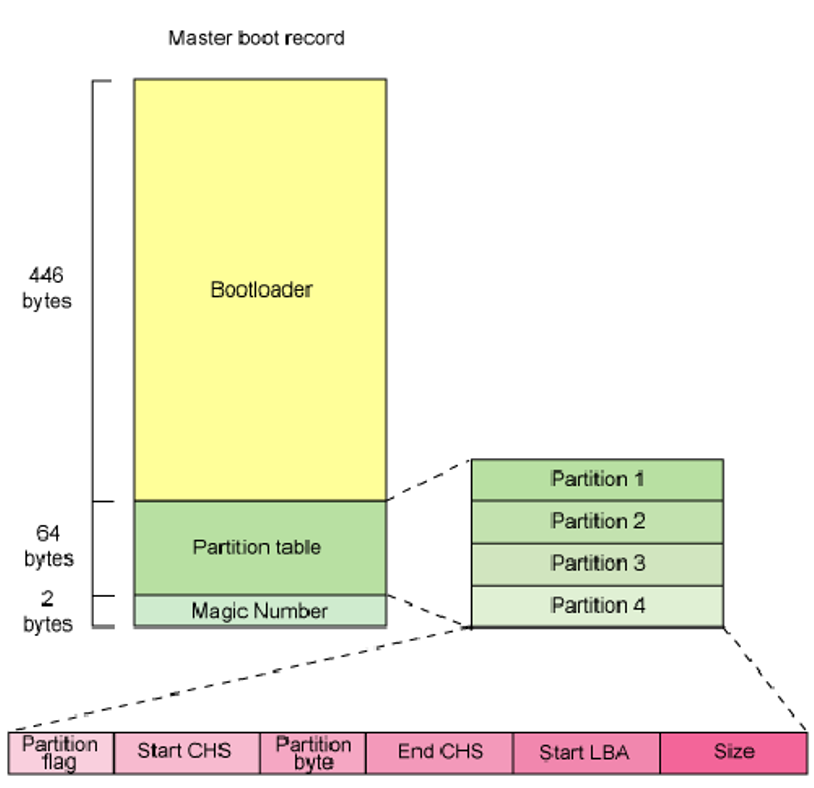 Master boot record
446
bytes
Bootloader
Partition 1
Partition 2
64
bytes
Partition table
Partition 3
2
bytes
Magic Number
Partition 4
Partition
flag
Start CHS
Partition
byte
End CHS
Start LBA
Size